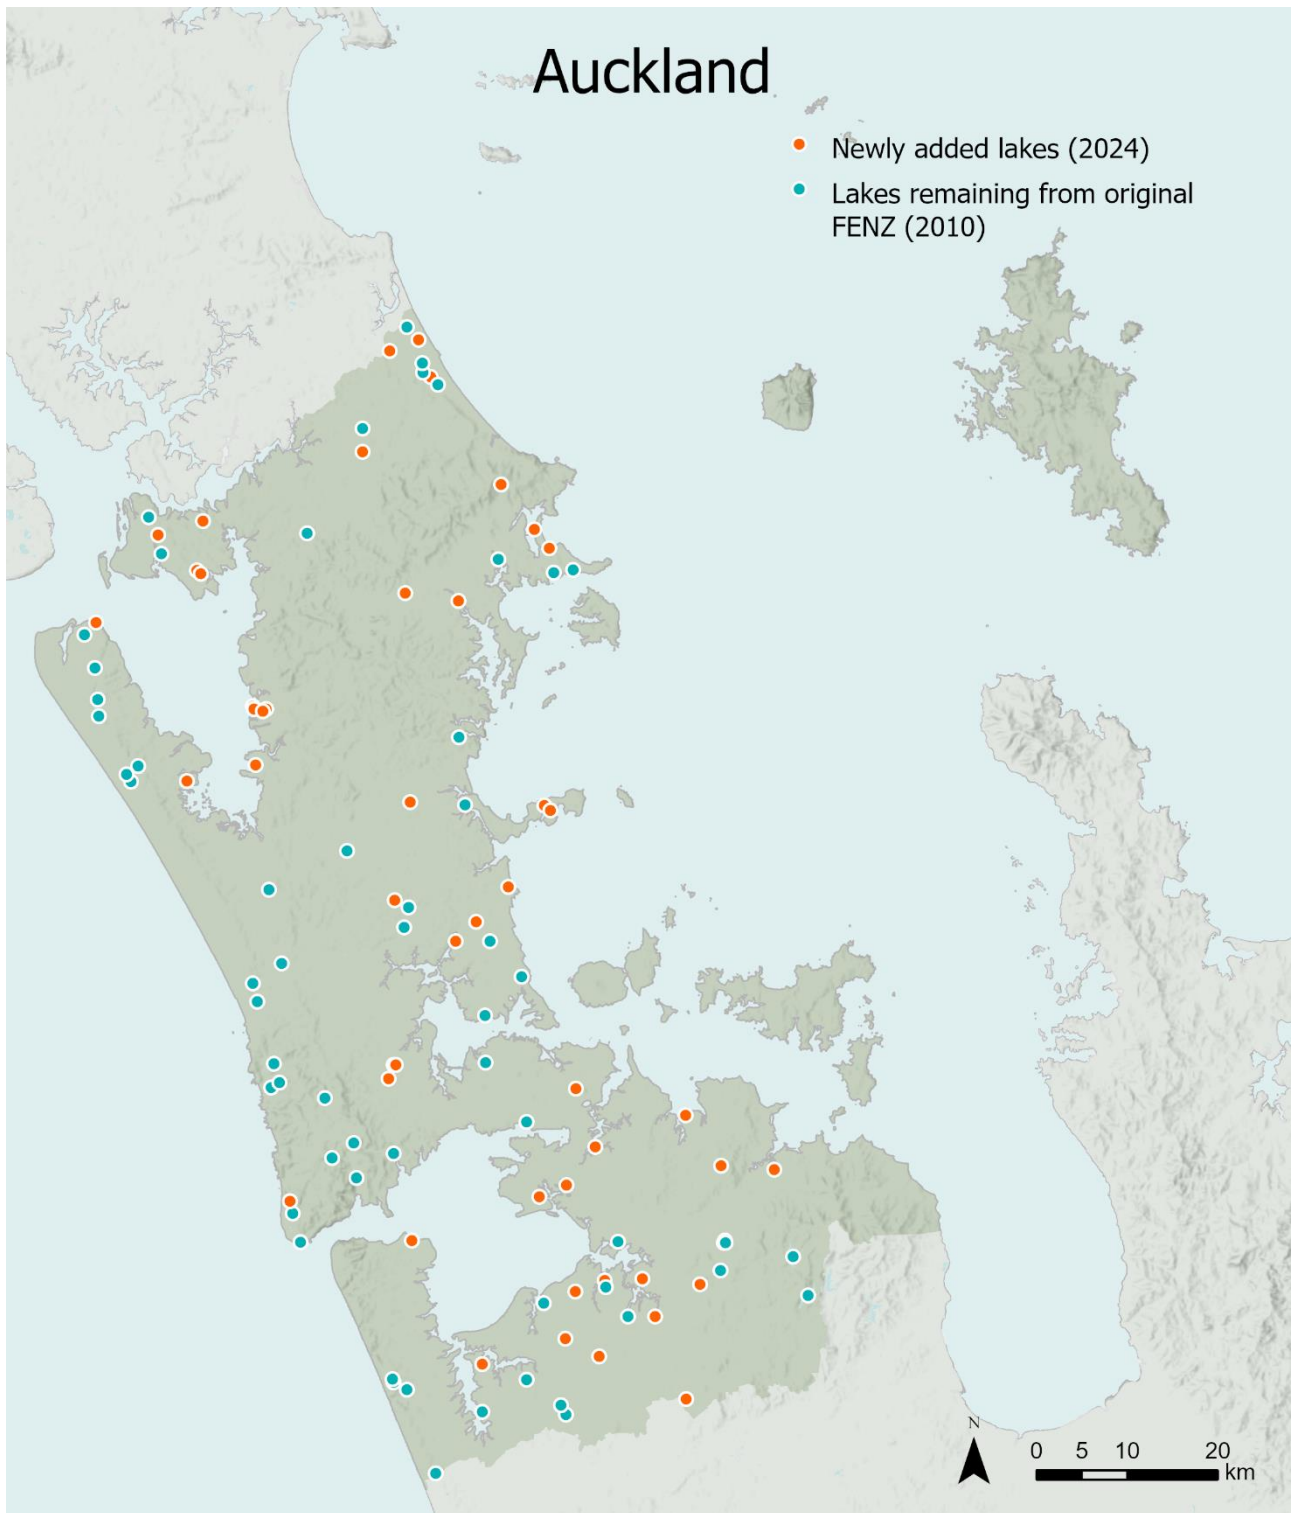 Auckland
Newly added lakes (2024)
Lakes remaining from original
FENZ (2010)
N
0 5 10 20
km